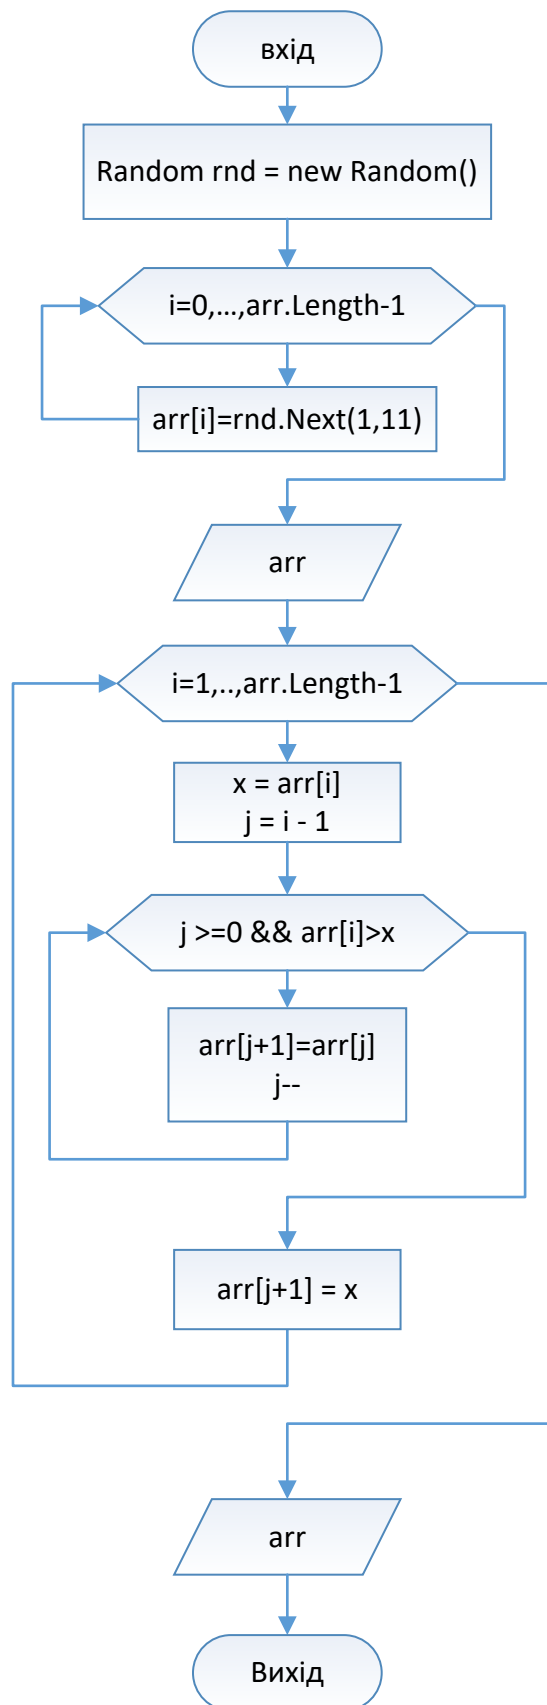 вхід
Random rnd = new Random()
i=0,...,arr.Length-1
arr[i]=rnd.Next(1,11)
arr
i=1,..,arr.Length-1
x = arr[i]
j = i - 1
j >=0 && arr[i]>x
arr[j+1]=arr[j]
j--
arr[j+1] = x
arr
Вихід